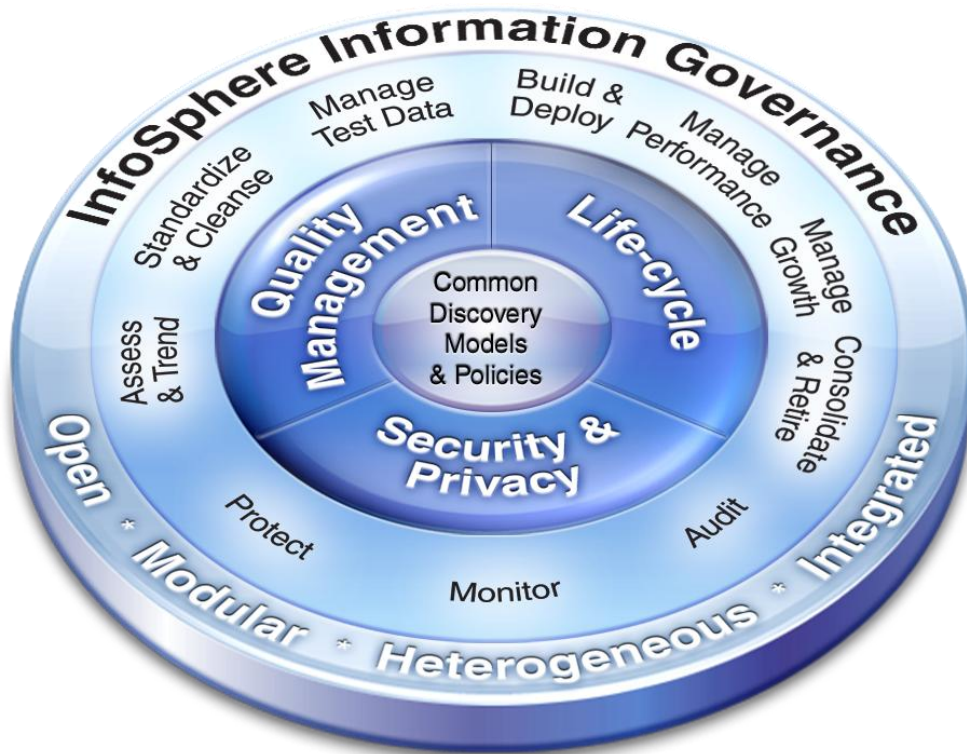 InfoSphere Information Governance
Assess
& Trend
Standardize
& Cleanse
Manage
Test Data
Build &
Deploy
Manage
Performance
Manage
Growth
Consolidate
& Retire
Audit
Monitor
Protect
Quality
Management
Life-cycle
Security &
Privacy
Common
Discovery
Models
& Policies
Open * Modular * Heterogeneous * Integrated